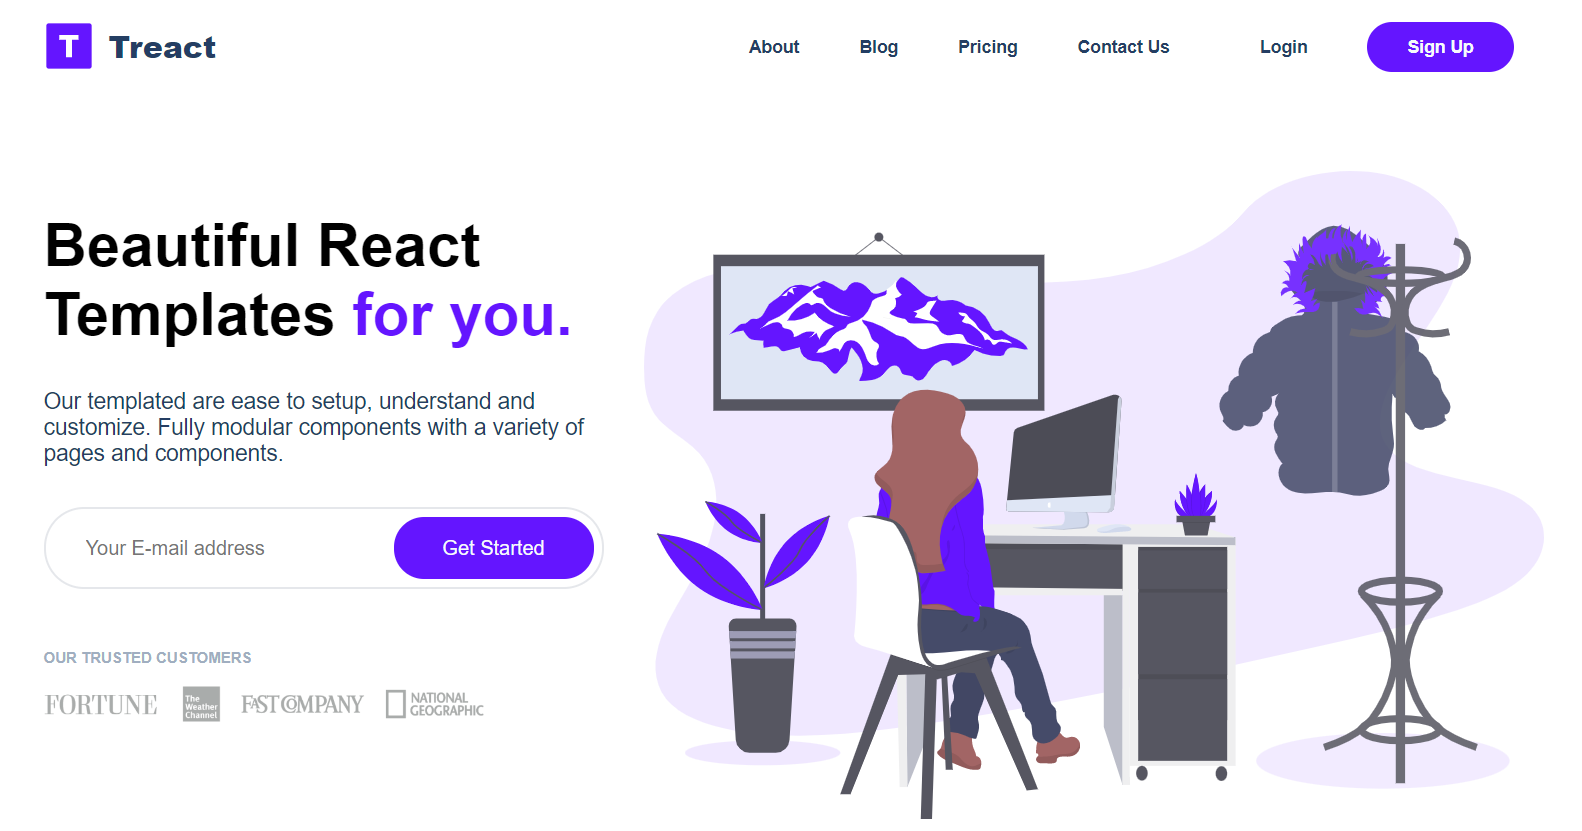 T Treact
About Blog Pricing Contact Us Login Sign Up
Beautiful React
Templates for you.
Our templated are ease to setup, understand and
customize. Fully modular components with a variety of
pages and components.
Your E-mail address Get Started
OUR TRUSTED CUSTOMERS
FORTUNE
The
Weather
Channel
FAST COMPANY
NATIONAL
GEOGRAPHIC